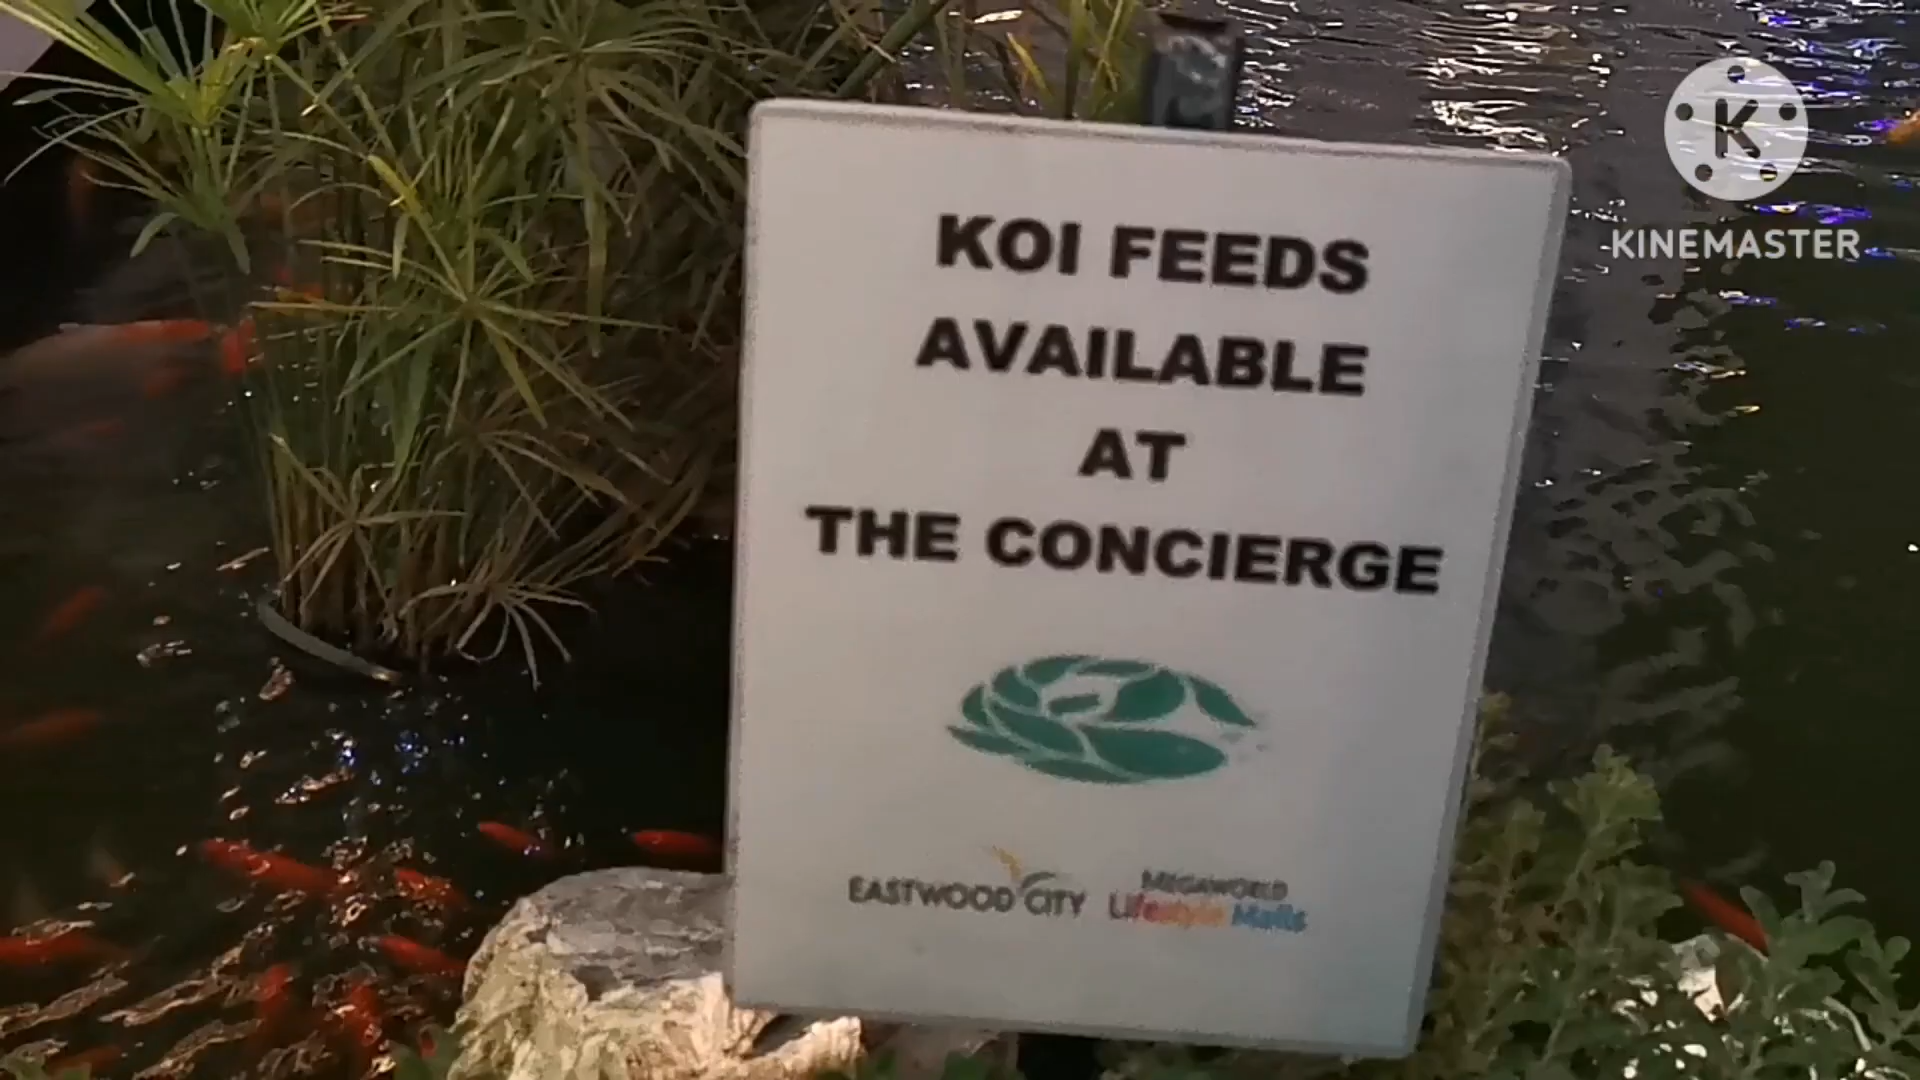 KOI FEEDS
AVAILABLE
AT
THE CONCIERGE
EASTWOOD CITY
MEGAWORLD
Lifestyle Malls
K
KINEMASTER